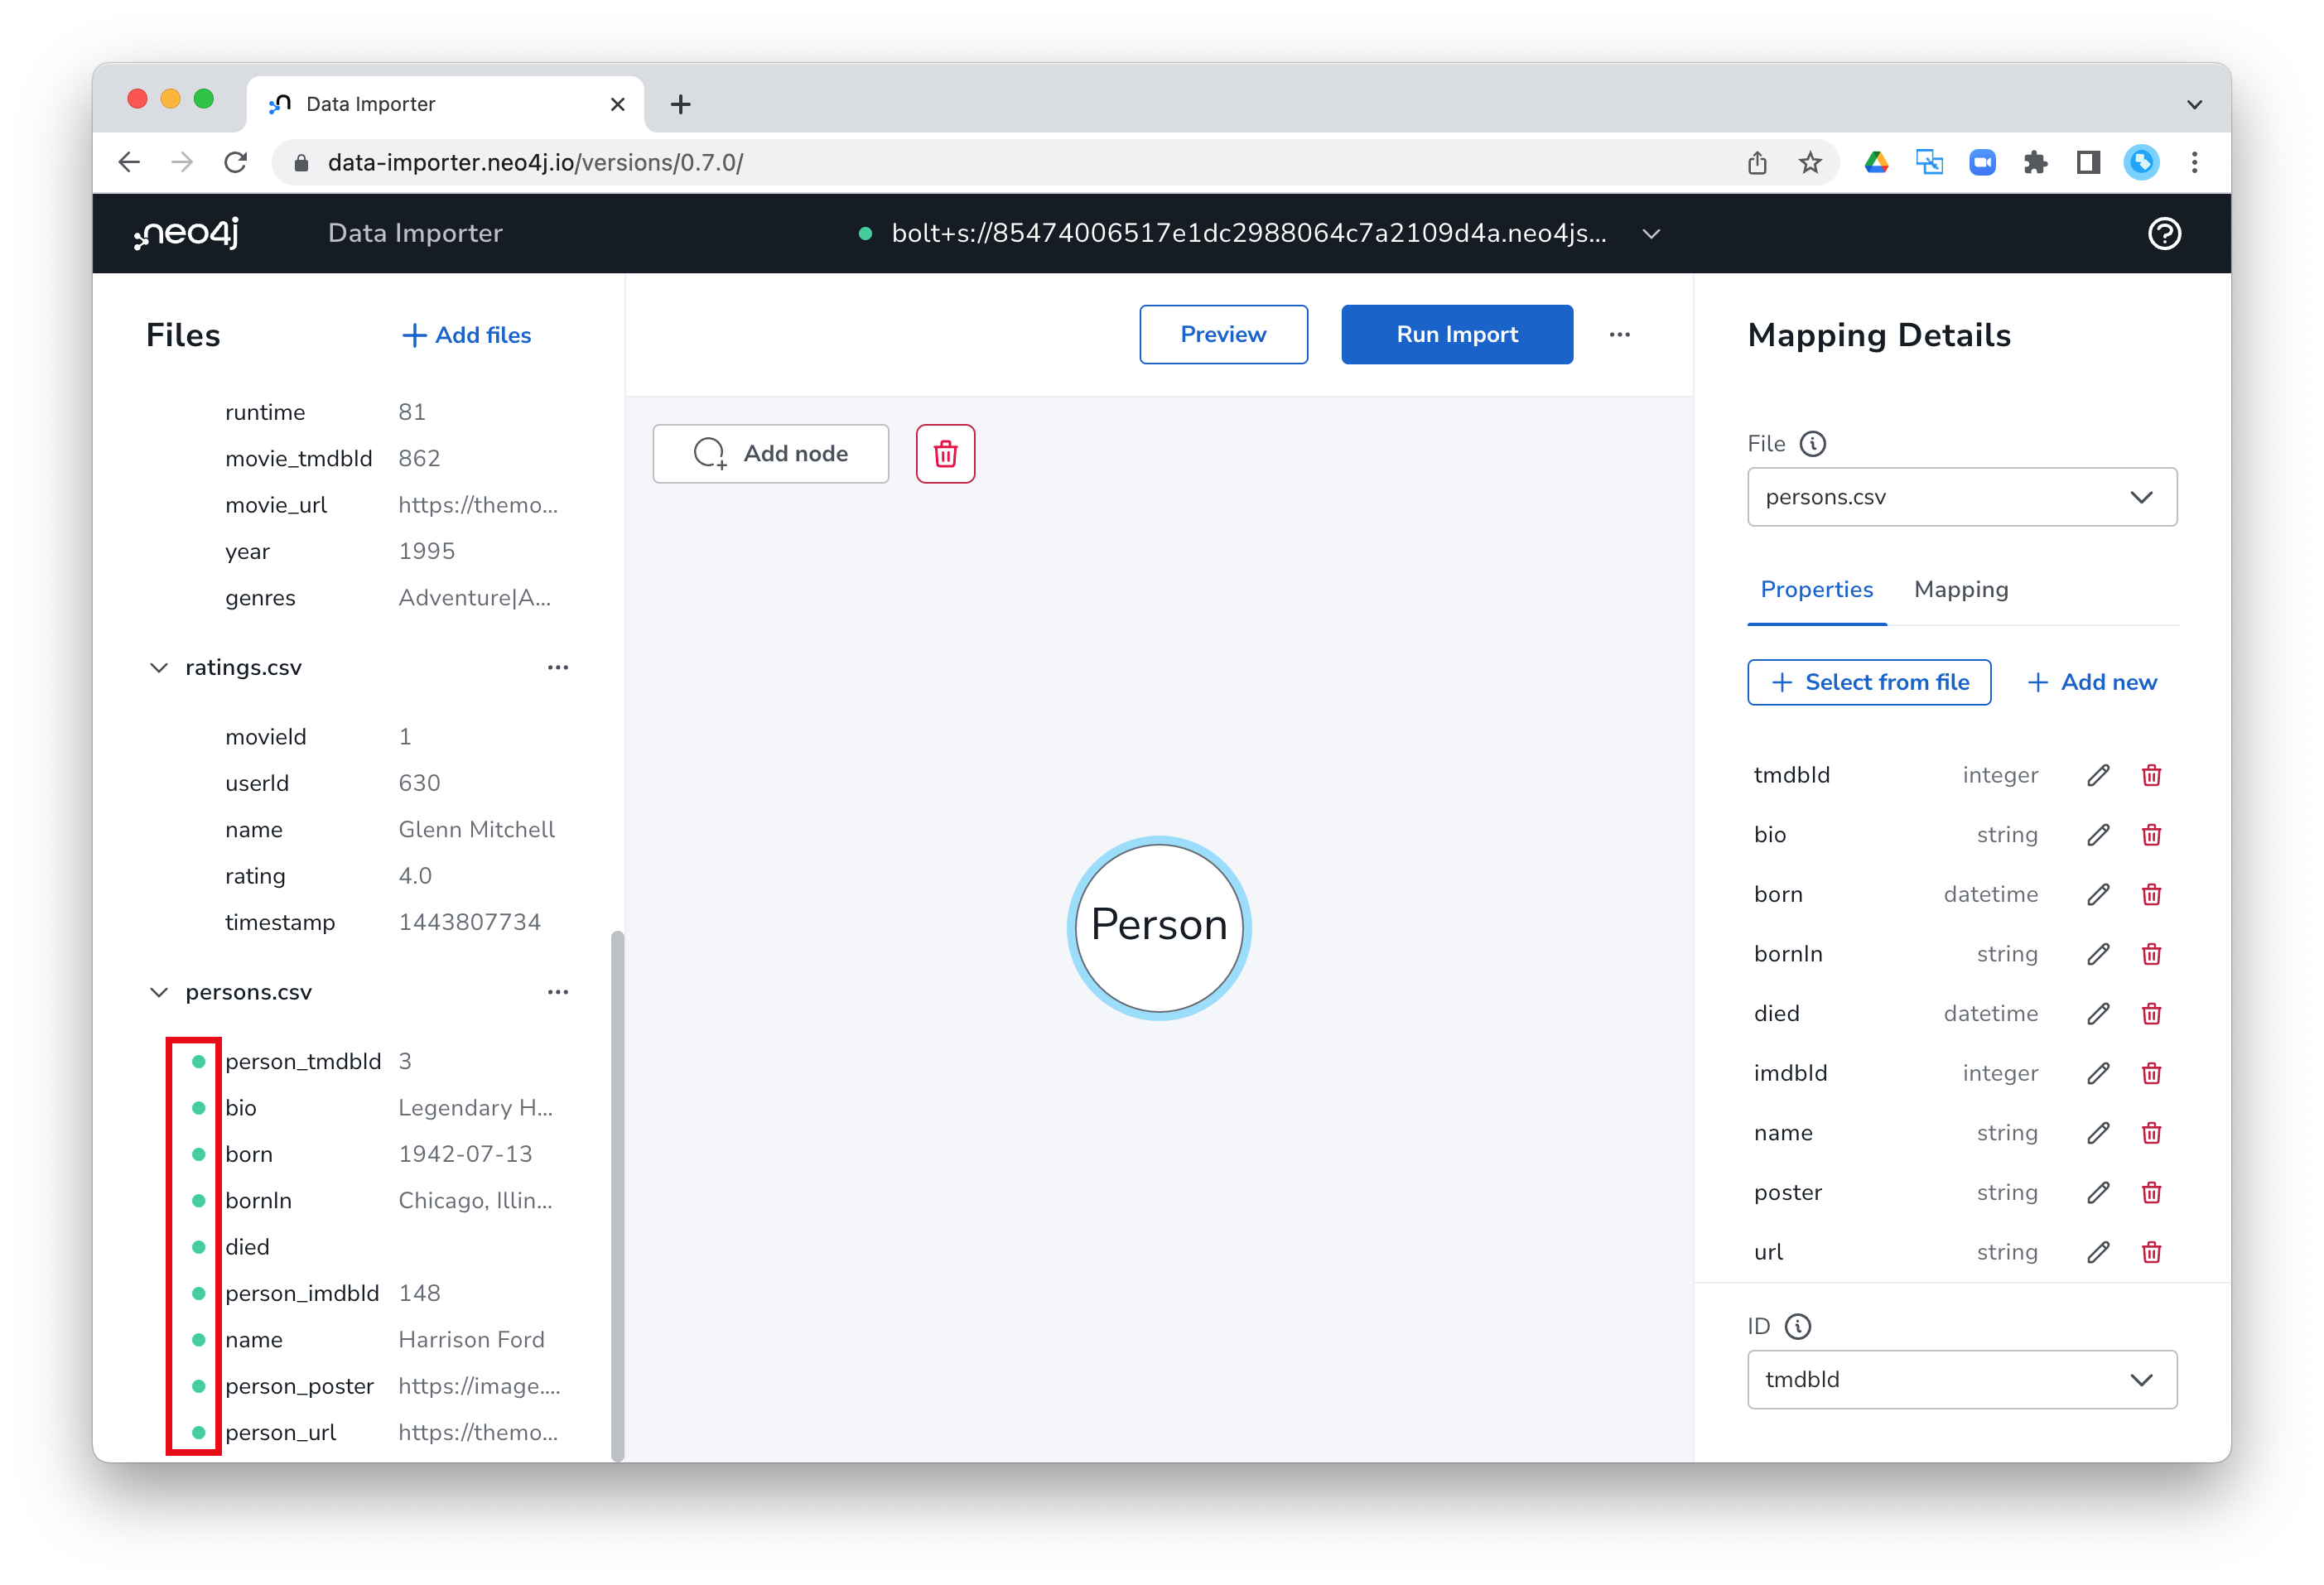 Data Importer
data-importer.neo4j.io/versions/0.7.0/
neo4j Data Importer bolt+s://85474006517e1dc2988064c7a2109d4a.neo4js...
Files Add files
runtime 81
movie_tmdbId 862
movie_url https://themo...
year 1995
genres Adventure|A...
ratings.csv
movieId 1
userId 630
name Glenn Mitchell
rating 4.0
timestamp 1443807734
persons.csv
person_tmdbId 3
bio Legendary H...
born 1942-07-13
bornIn Chicago, Illin...
died
person_imdbId 148
name Harrison Ford
person_poster https://image....
person_url https://themo...
Preview Run Import
Add node
Person
Mapping Details
File
persons.csv
Properties Mapping
Select from file Add new
tmdbId integer
bio string
born datetime
bornIn string
died datetime
imdbId integer
name string
poster string
url string
ID
tmdbId